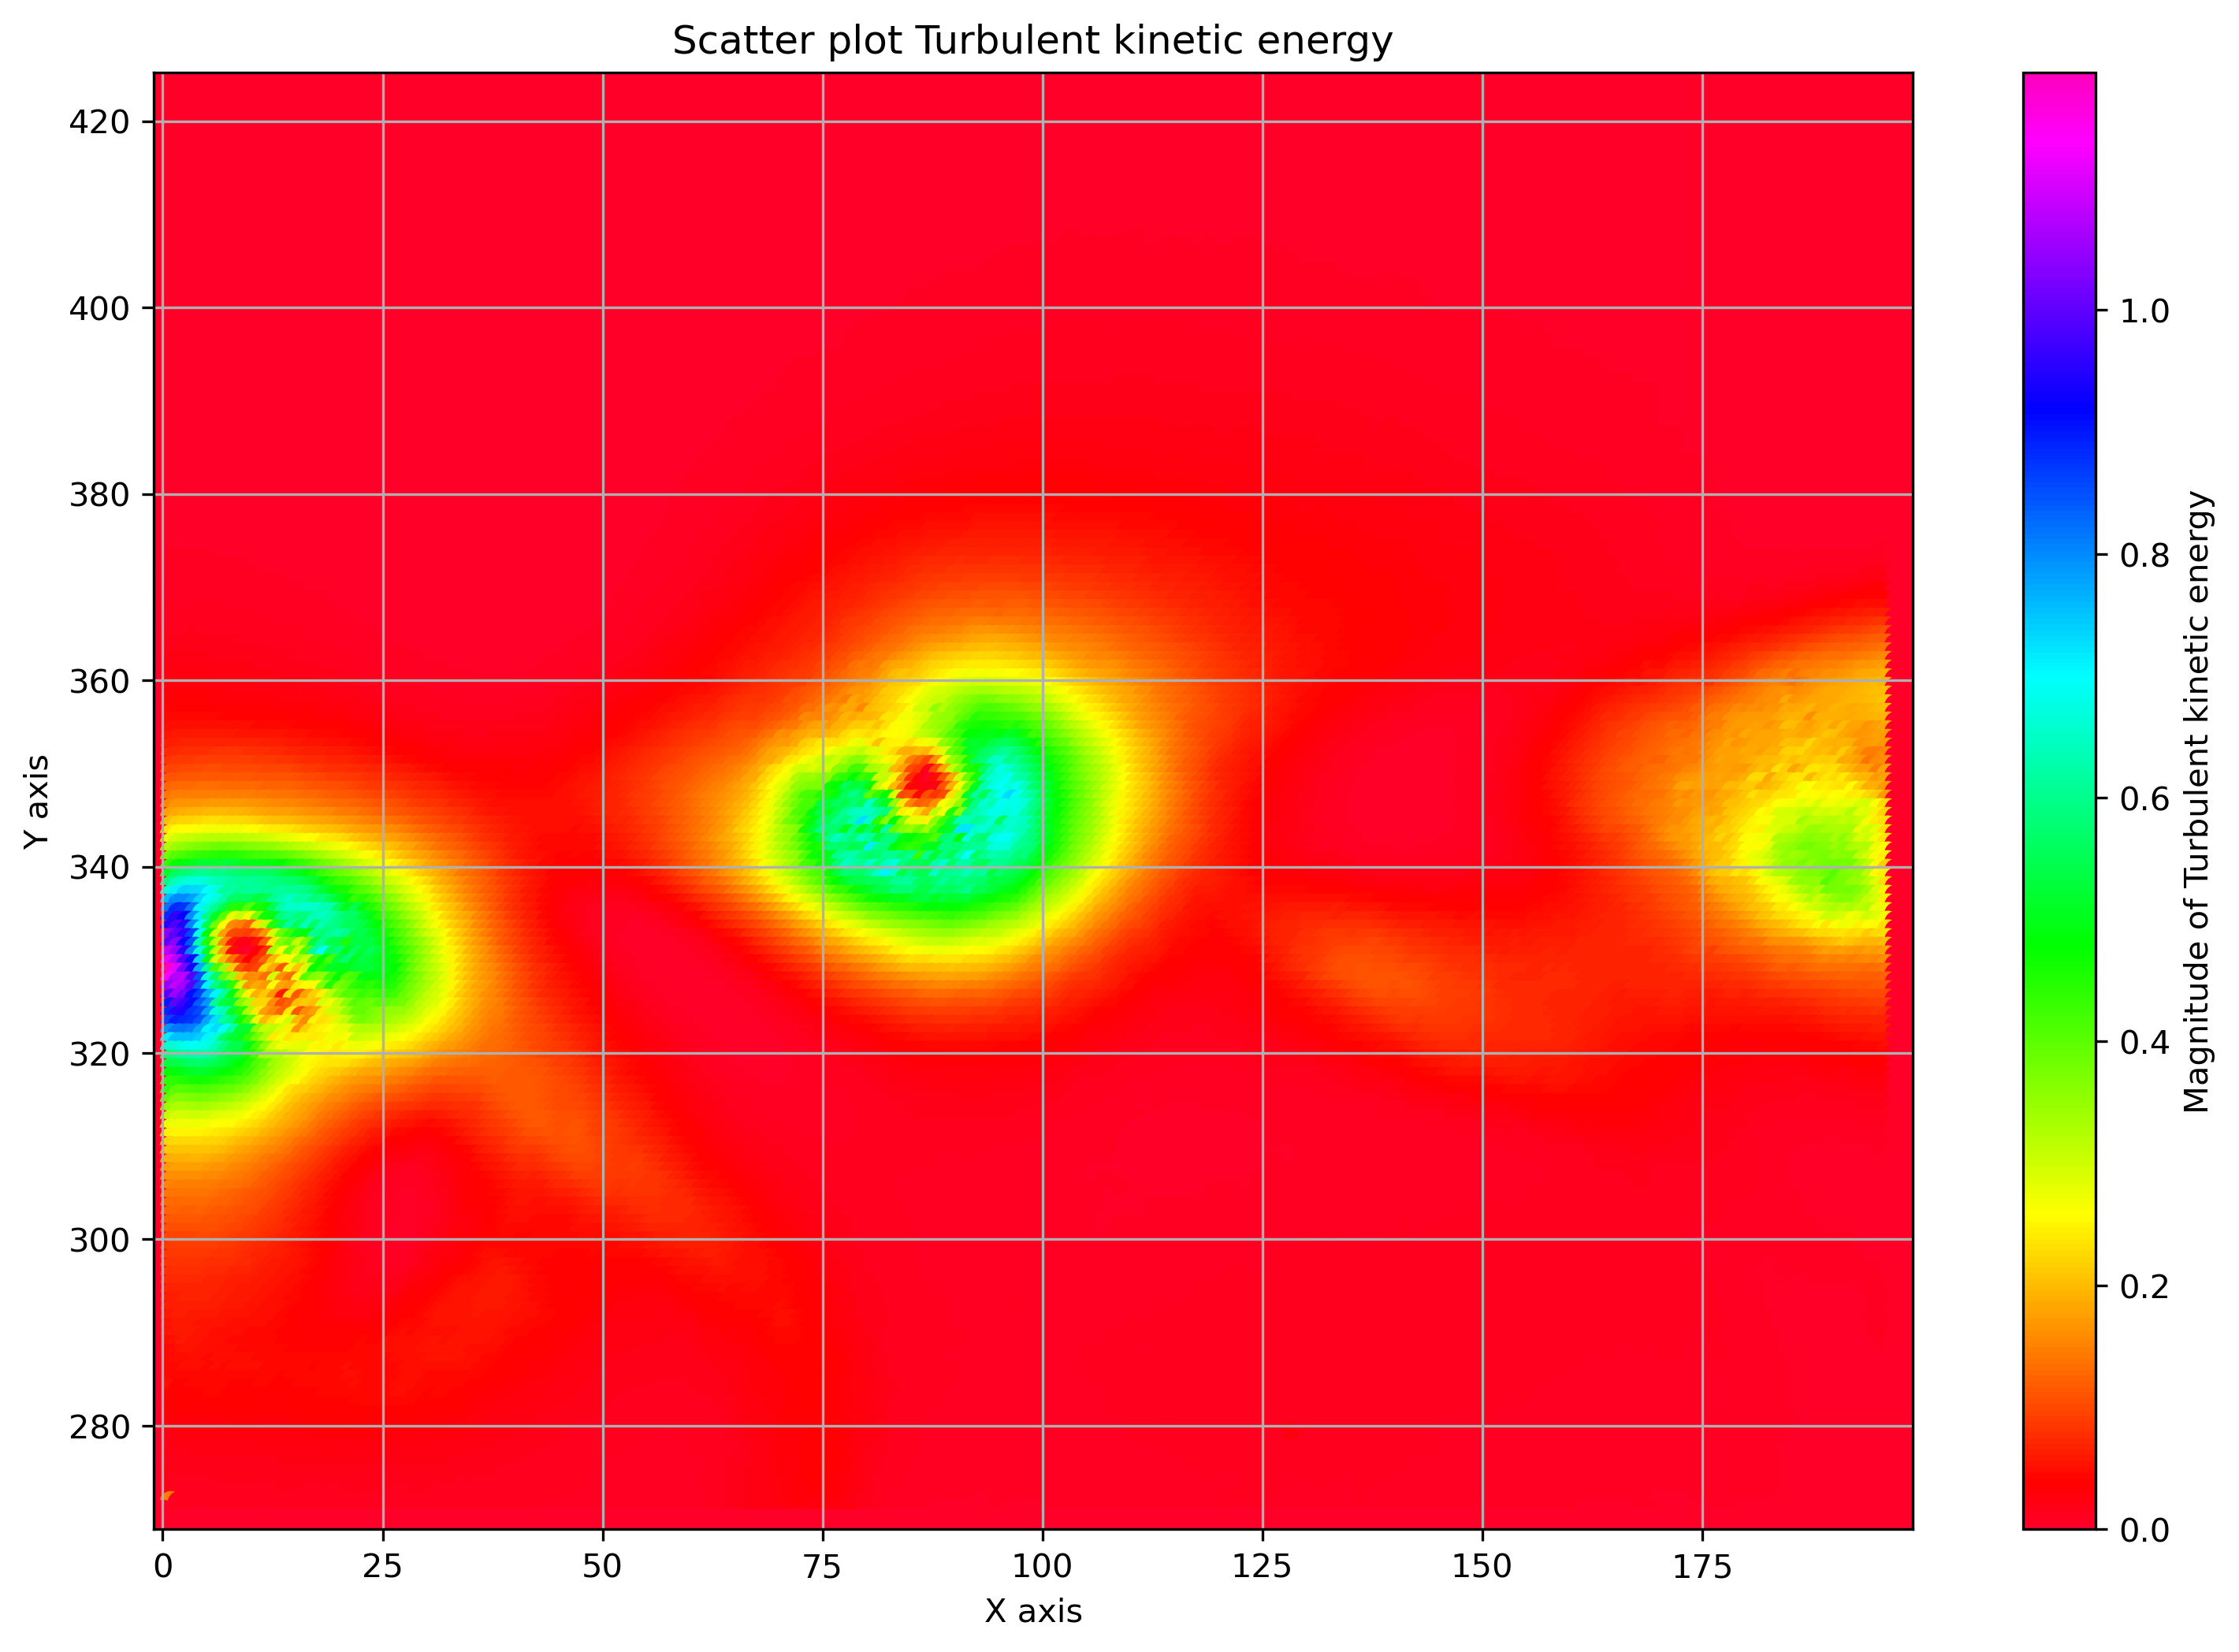 Scatter plot Turbulent kinetic energy
420
400
380
360
340
320
300
280
Y axis
0 25 50 75 100 125 150 175
X axis
1.0
0.8
0.6
0.4
0.2
0.0
Magnitude of Turbulent kinetic energy